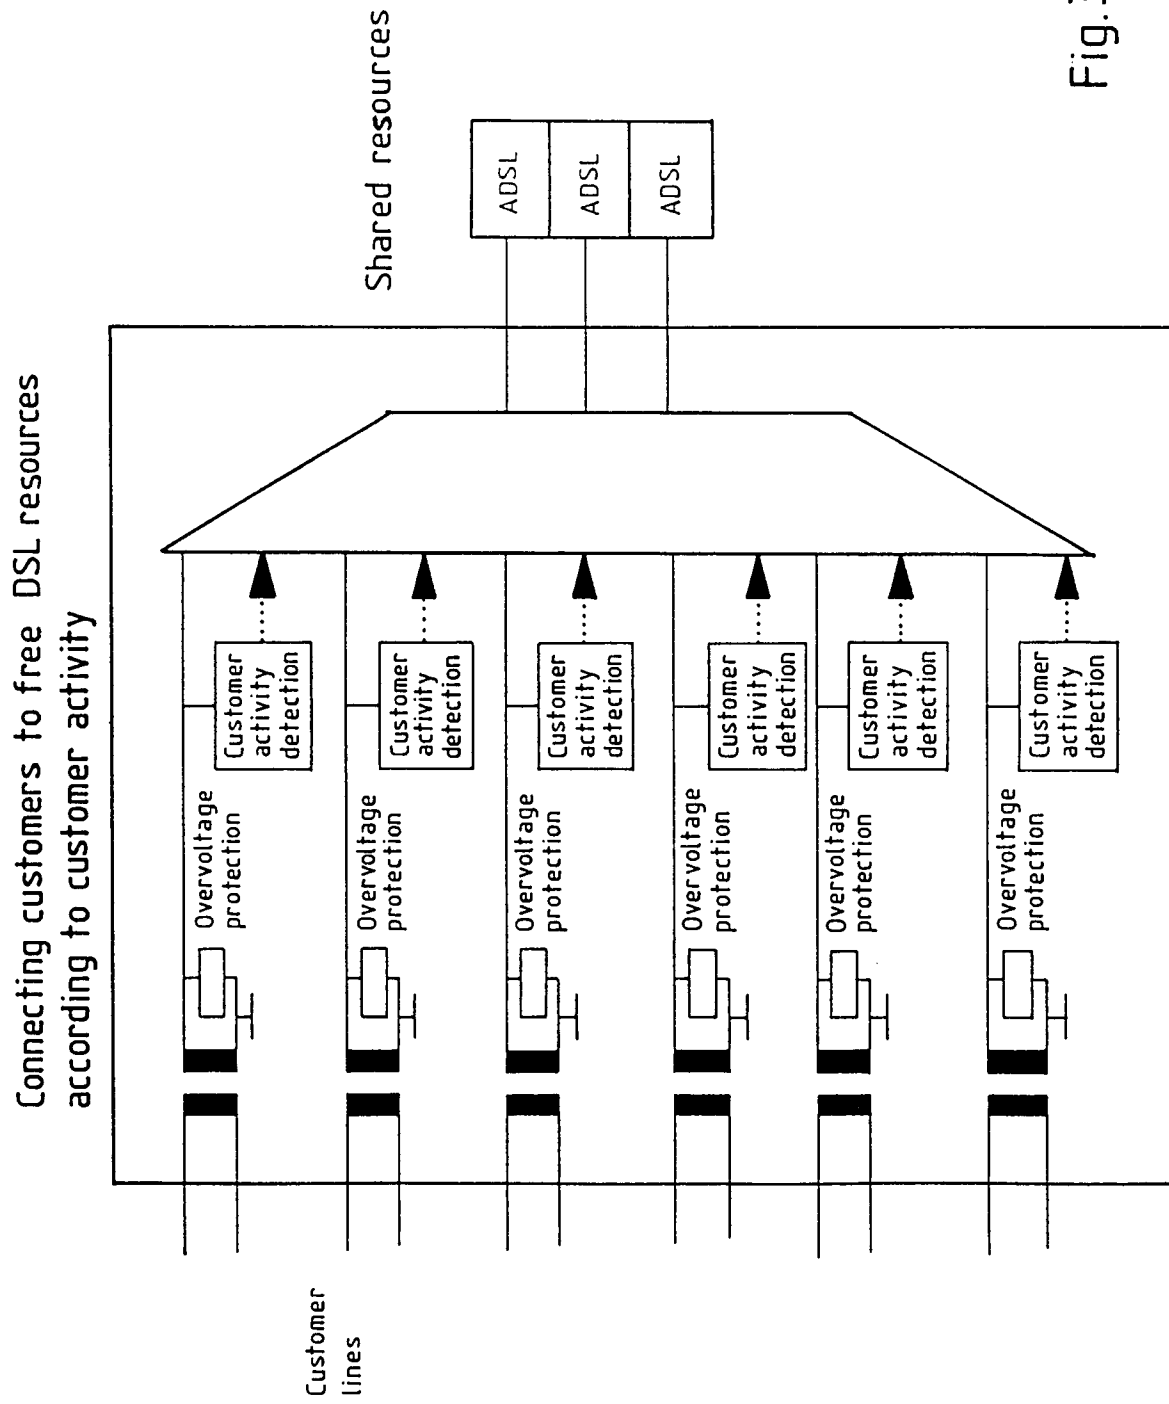 Connecting customers to free DSL resources
according to customer activity
Customer
lines
Shared resources
Overvoltage
protection
Customer
activity
detection
Overvoltage
protection
Customer
activity
detection
Overvoltage
protection
Customer
activity
detection
Overvoltage
protection
Customer
activity
detection
Overvoltage
protection
Customer
activity
detection
Overvoltage
protection
Customer
activity
detection
ADSL
ADSL
ADSL
Fig.